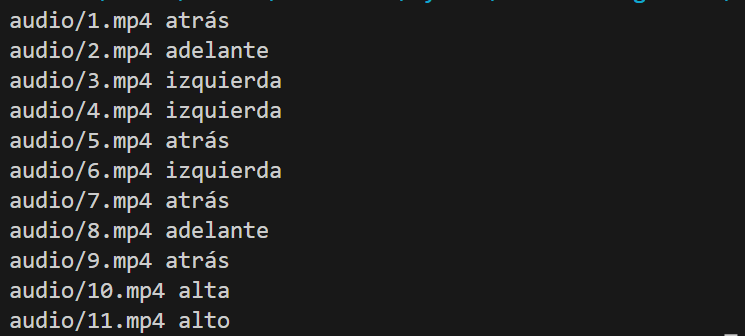 audio/1.mp4 atrás
audio/2.mp4 adelante
audio/3.mp4 izquierda
audio/4.mp4 izquierda
audio/5.mp4 atrás
audio/6.mp4 izquierda
audio/7.mp4 atrás
audio/8.mp4 adelante
audio/9.mp4 atrás
audio/10.mp4 alta
audio/11.mp4 alto